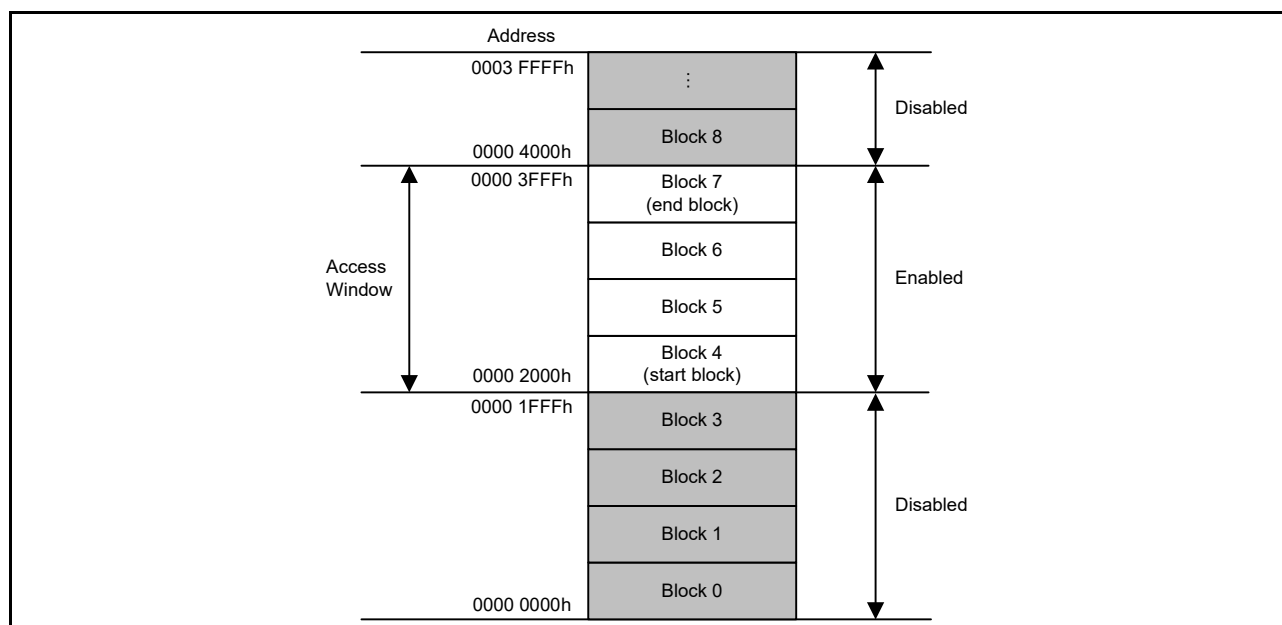 Address
0003 FFFFh
⋮
Disabled
Block 8
0000 4000h
0000 3FFFh
Block 7
(end block)
Block 6
Access
Window
Enabled
Block 5
Block 4
(start block)
0000 2000h
0000 1FFFh
Block 3
Block 2
Disabled
Block 1
Block 0
0000 0000h